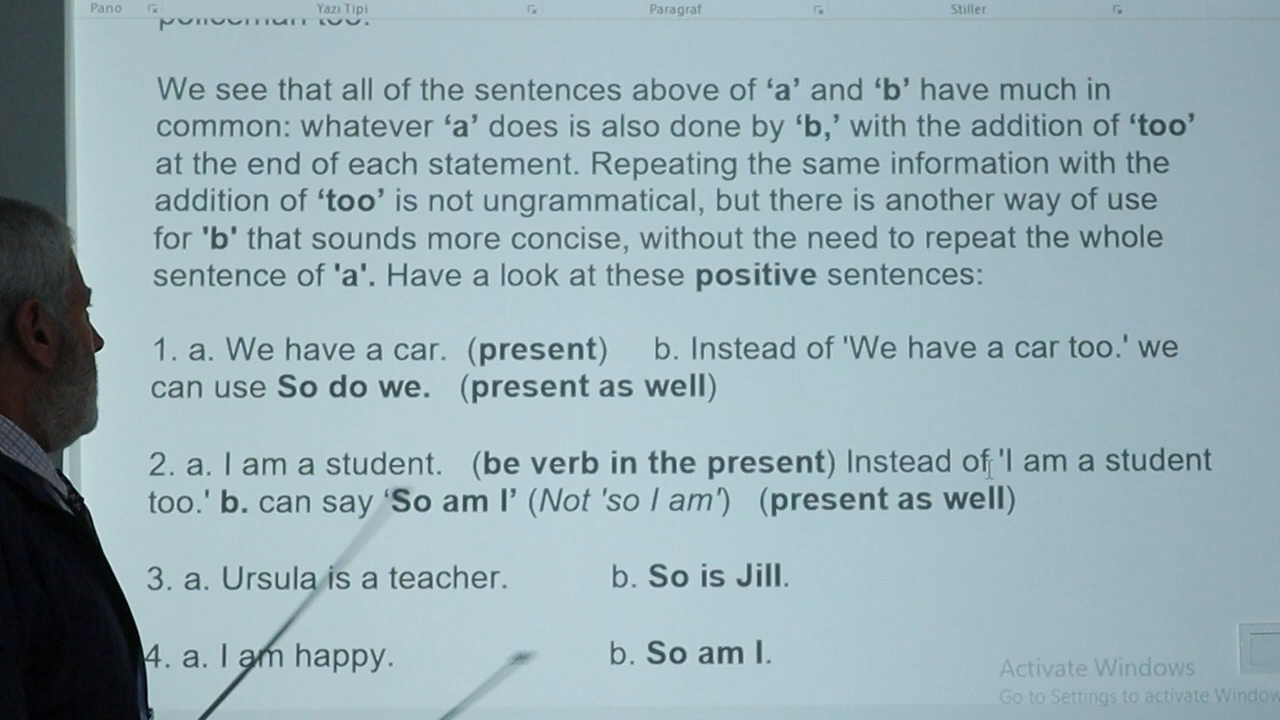 Pano Yazı Tipi Paragraf Stiller
policeman too.
We see that all of the sentences above of ‘a’ and ‘b’ have much in
common: whatever ‘a’ does is also done by ‘b,’ with the addition of ‘too’
at the end of each statement. Repeating the same information with the
addition of ‘too’ is not ungrammatical, but there is another way of use
for 'b' that sounds more concise, without the need to repeat the whole
sentence of 'a'. Have a look at these positive sentences:
1. a. We have a car. (present) b. Instead of 'We have a car too.' we
can use So do we. (present as well)
2. a. I am a student. (be verb in the present) Instead of 'I am a student
too.' b. can say ‘So am I’ (Not 'so I am') (present as well)
3. a. Ursula is a teacher. b. So is Jill.
4. a. I am happy. b. So am I.
Activate Windows
Go to Settings to activate Window